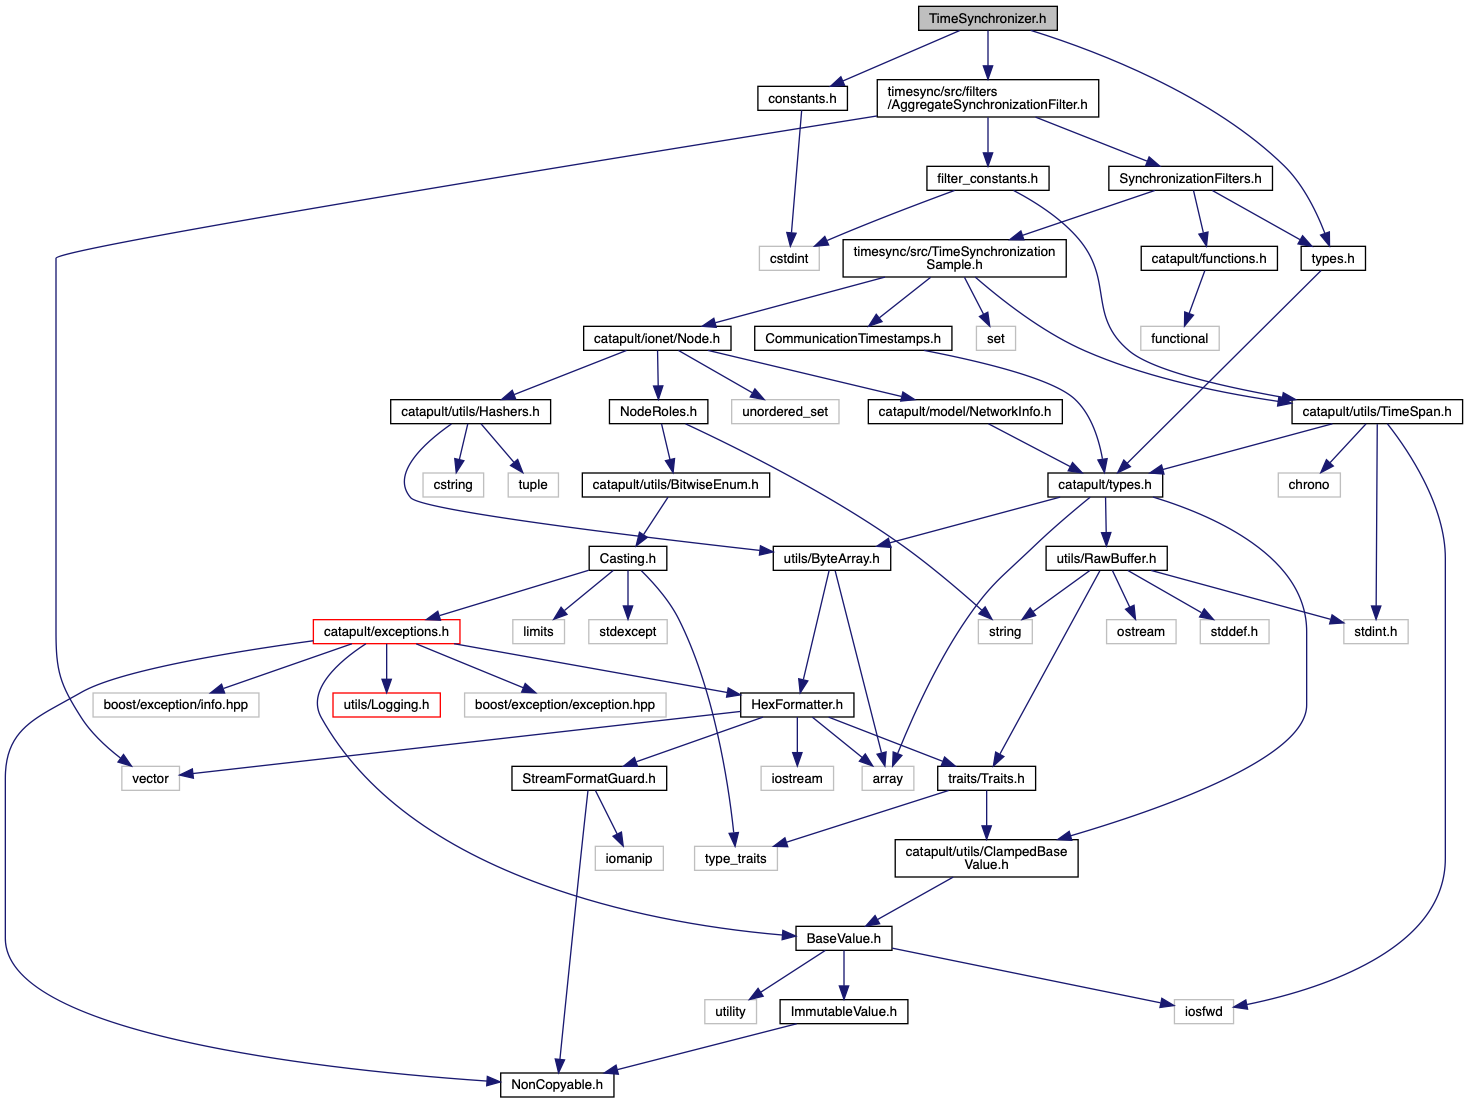 TimeSynchronizer.h
constants.h
timesync/src/filters
/AggregateSynchronizationFilter.h
filter_constants.h
SynchronizationFilters.h
cstdint
timesync/src/TimeSynchronization
Sample.h
catapult/functions.h
types.h
catapult/ionet/Node.h
CommunicationTimestamps.h
set
functional
catapult/utils/Hashers.h
NodeRoles.h
unordered_set
catapult/model/NetworkInfo.h
catapult/utils/TimeSpan.h
cstring
tuple
catapult/utils/BitwiseEnum.h
catapult/types.h
chrono
Casting.h
utils/ByteArray.h
utils/RawBuffer.h
catapult/exceptions.h
limits
stdexcept
string
ostream
stddef.h
stdint.h
boost/exception/info.hpp
utils/Logging.h
boost/exception/exception.hpp
HexFormatter.h
vector
StreamFormatGuard.h
iostream
array
traits/Traits.h
iomanip
type_traits
catapult/utils/ClampedBase
Value.h
BaseValue.h
utility
ImmutableValue.h
iosfwd
NonCopyable.h